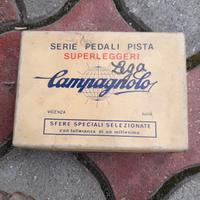 SERIE PEDALI PISTA
SUPERLEGGERI
Campagnolo
VICENZA
SFERE SPECIALI SELEZIONATE
con tolleranza di un millesimo